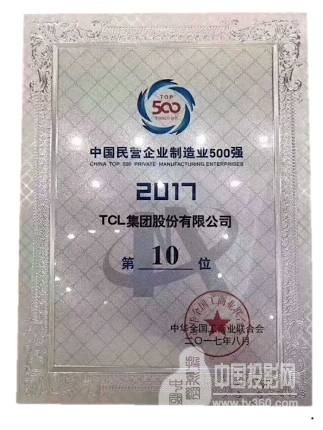 TOP
500
中国民营企业制造业500强
CHINA TOP 500 PRIVATE MANUFACTURING ENTERPRISES
2017
TCL集团股份有限公司
第 10 位
中华全国工商业联合会
二〇一七年八月
中国投影网
www.ty360.com